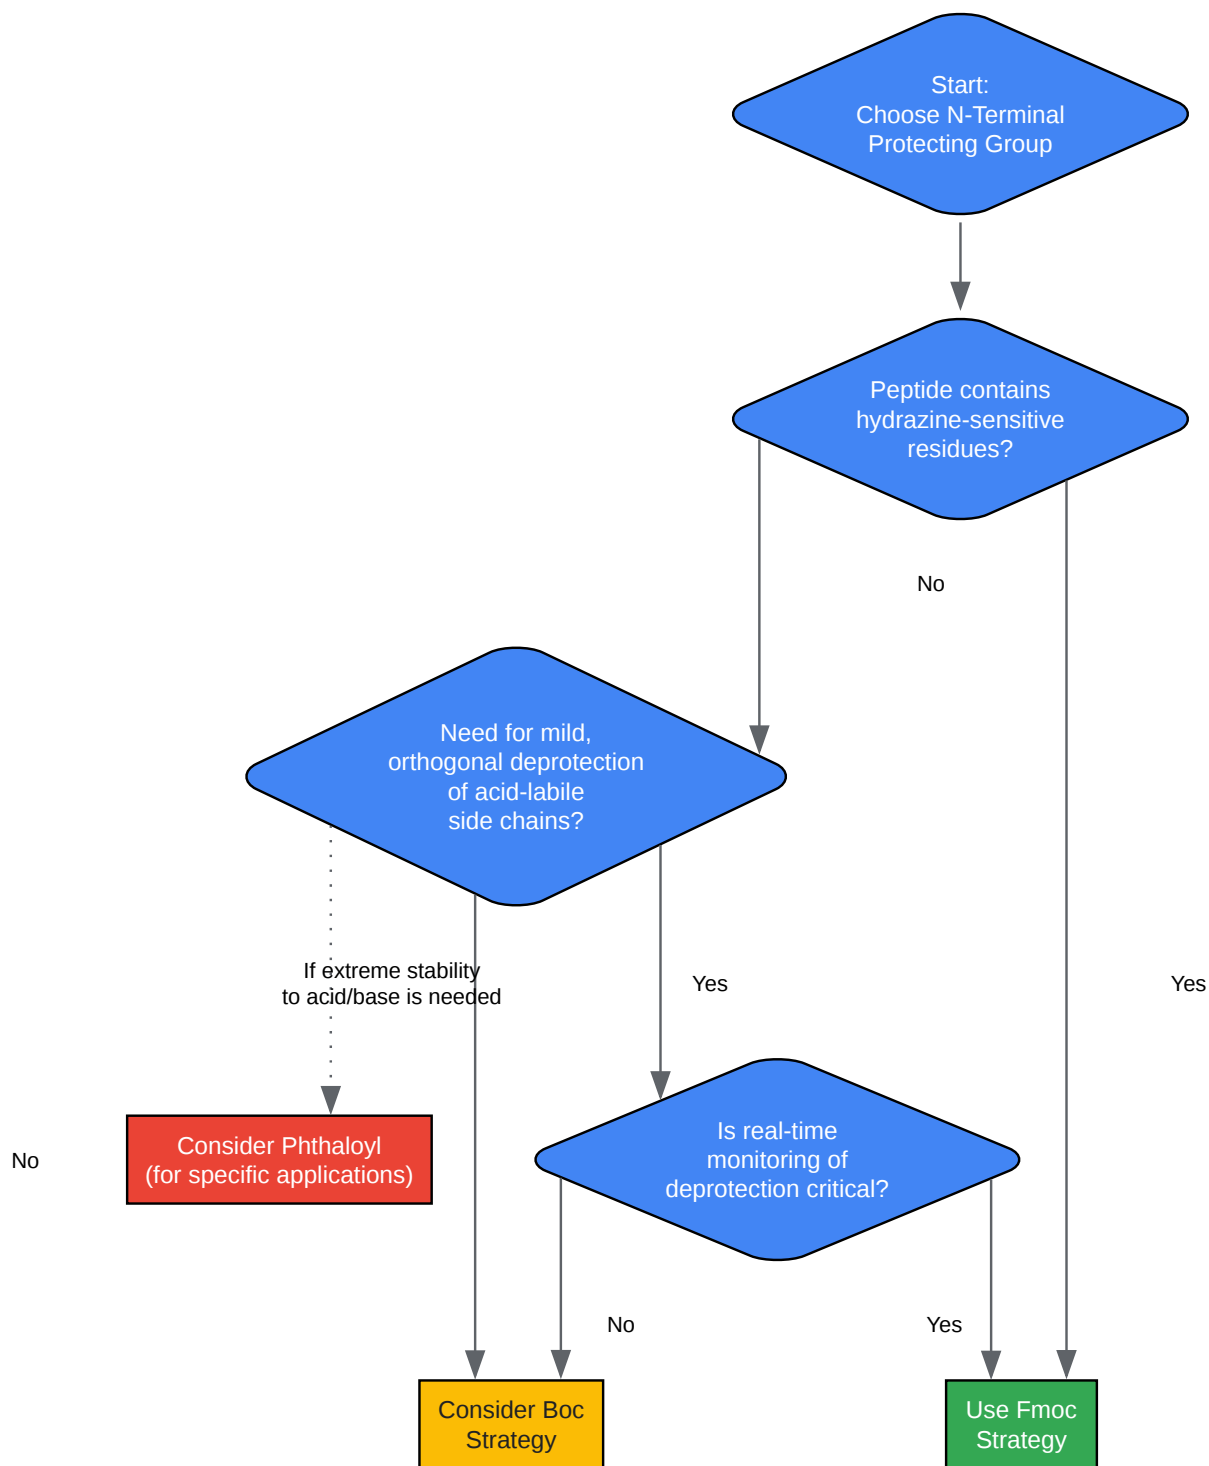 Start:
Choose N-Terminal
Protecting Group
Peptide contains
hydrazine-sensitive
residues?
No
Need for mild,
orthogonal deprotection
of acid-labile
side chains?
If extreme stability
to acid/base is needed
Yes
Yes
Is real-time
monitoring of
deprotection critical?
Consider Phthaloyl
(for specific applications)
No
No
Yes
Consider Boc
Strategy
Use Fmoc
Strategy